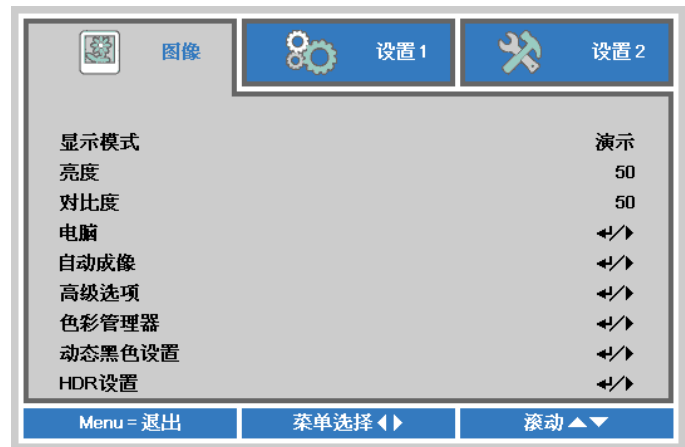 图像
设置 1
设置 2
显示模式 演示
亮度 50
对比度 50
电脑 ↵/▶
自动成像 ↵/▶
高级选项 ↵/▶
色彩管理器 ↵/▶
动态黑色设置 ↵/▶
HDR设置 ↵/▶
Menu = 退出
菜单选择 ◀▶
滚动 ▲▼